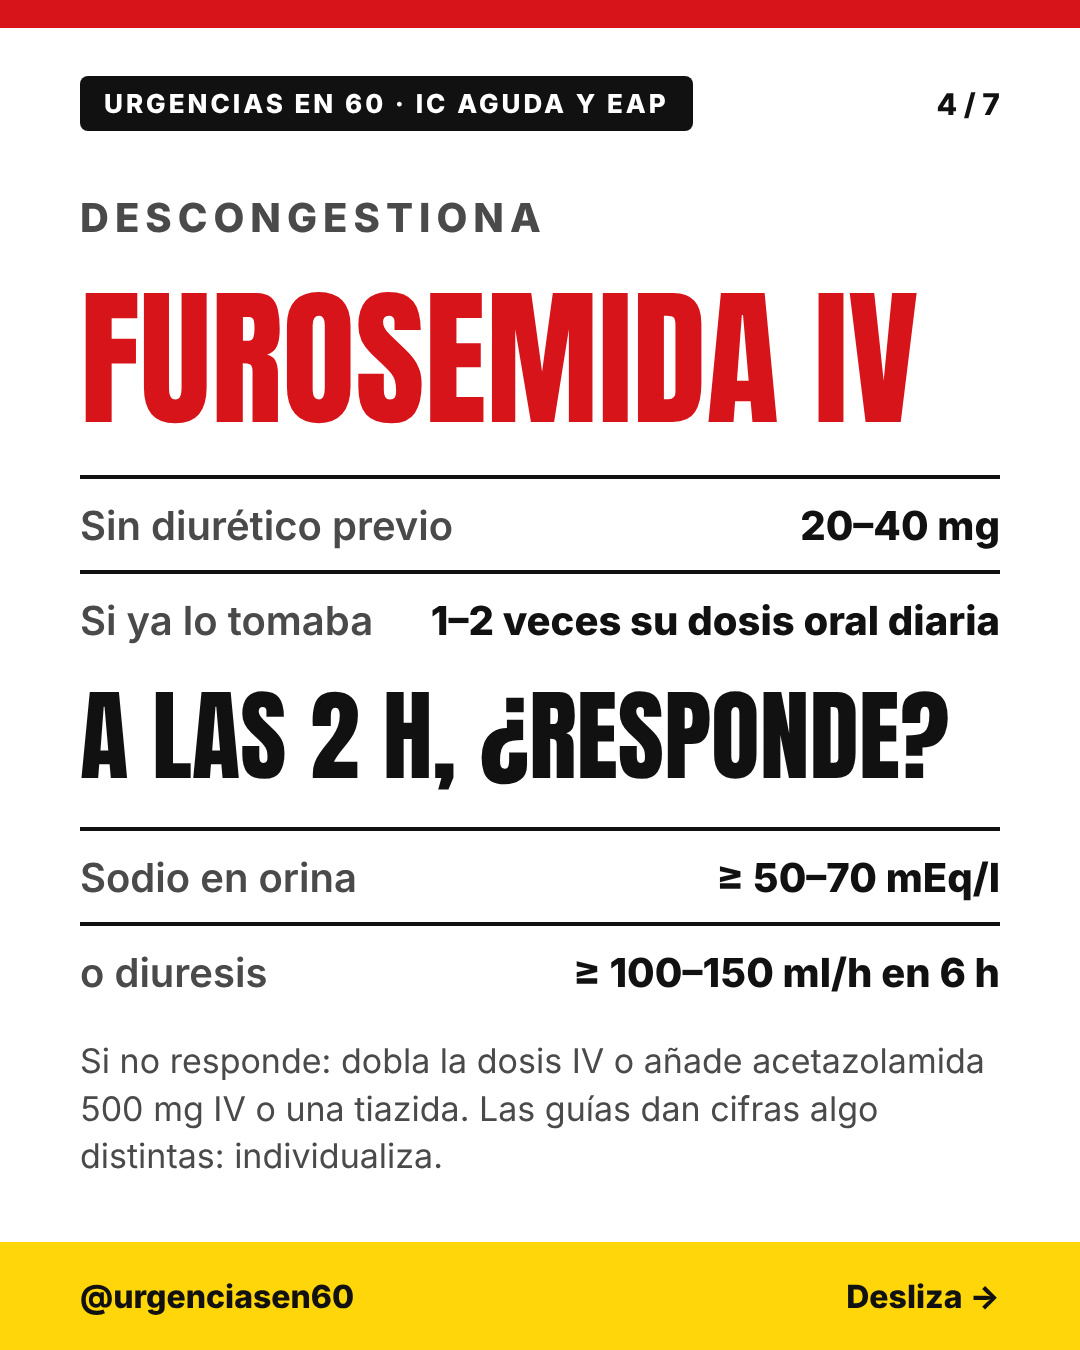 URGENCIAS EN 60 · IC AGUDA Y EAP
4 / 7
DESCONGESTIONA
FUROSEMIDA IV
Sin diurético previo 20–40 mg
Si ya lo tomaba 1–2 veces su dosis oral diaria
A LAS 2 H, ¿RESPONDE?
Sodio en orina ≥ 50–70 mEq/l
o diuresis ≥ 100–150 ml/h en 6 h
Si no responde: dobla la dosis IV o añade acetazolamida
500 mg IV o una tiazida. Las guías dan cifras algo
distintas: individualiza.
@urgenciasen60
Desliza →